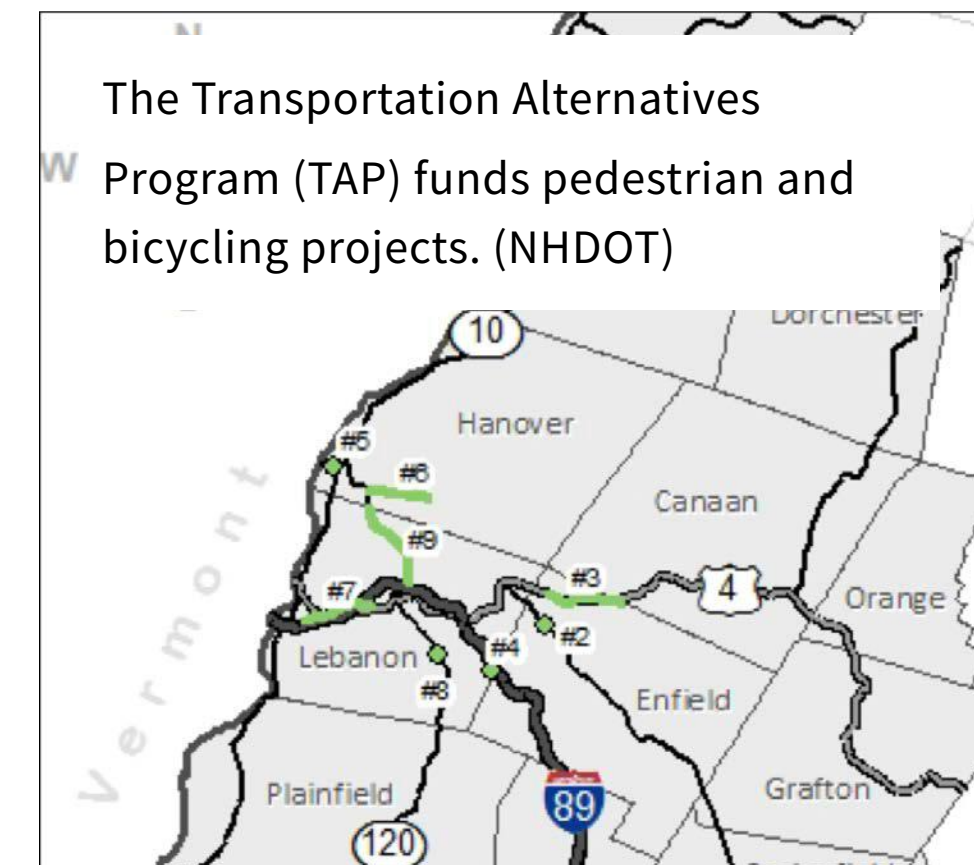 N
The Transportation Alternatives
W
Program (TAP) funds pedestrian and
bicycling projects. (NHDOT)
Dorchester
10
Hanover
#5
#6
Canaan
Vermont
#9
#3
#7
4
Orange
#2
#4
Lebanon
#8
Enfield
Grafton
Plainfield
89
120